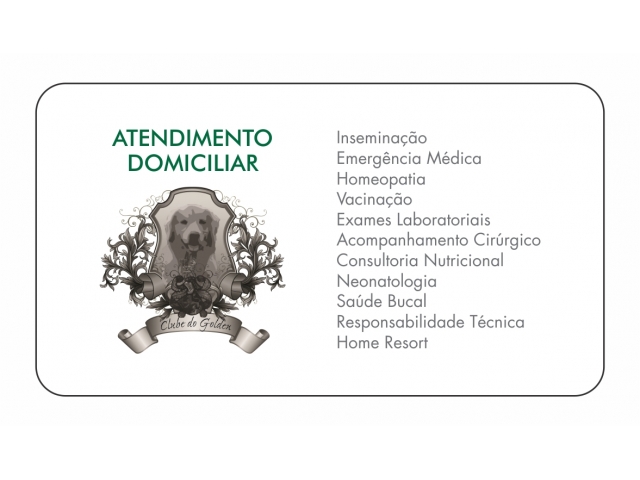 ATENDIMENTO
DOMICILIAR
Clube do Golden
Inseminação
Emergência Médica
Homeopatia
Vacinação
Exames Laboratoriais
Acompanhamento Cirúrgico
Consultoria Nutricional
Neonatologia
Saúde Bucal
Responsabilidade Técnica
Home Resort